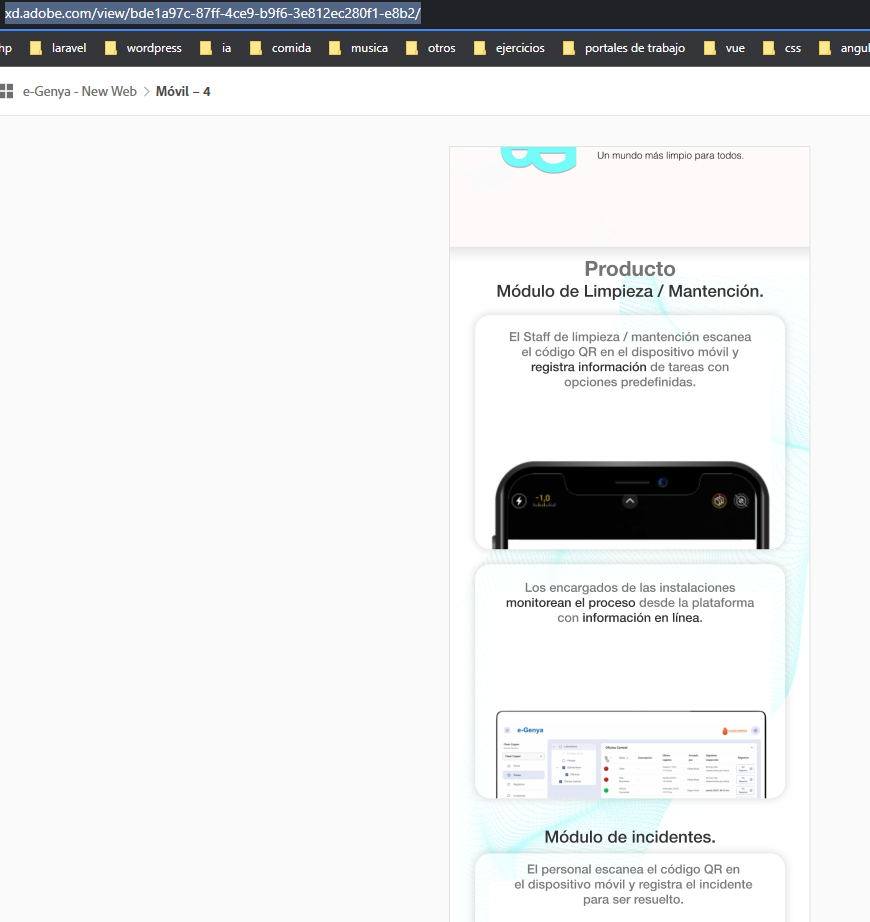 xd.adobe.com/view/bde1a97c-87ff-4ce9-b9f6-3e812ec280f1-e8b2/
hp laravel wordpress ia comida musica otros ejercicios portales de trabajo vue css angul
e-Genya - New Web > Móvil – 4
Un mundo más limpio para todos.
Producto
Módulo de Limpieza / Mantención.
El Staff de limpieza / mantención escanea
el código QR en el dispositivo móvil y
registra información de tareas con
opciones predefinidas.
-1,0
Los encargados de las instalaciones
monitorean el proceso desde la plataforma
con información en línea.
e-Genya
Oficina Central
Módulo de incidentes.
El personal escanea el código QR en
el dispositivo móvil y registra el incidente
para ser resuelto.